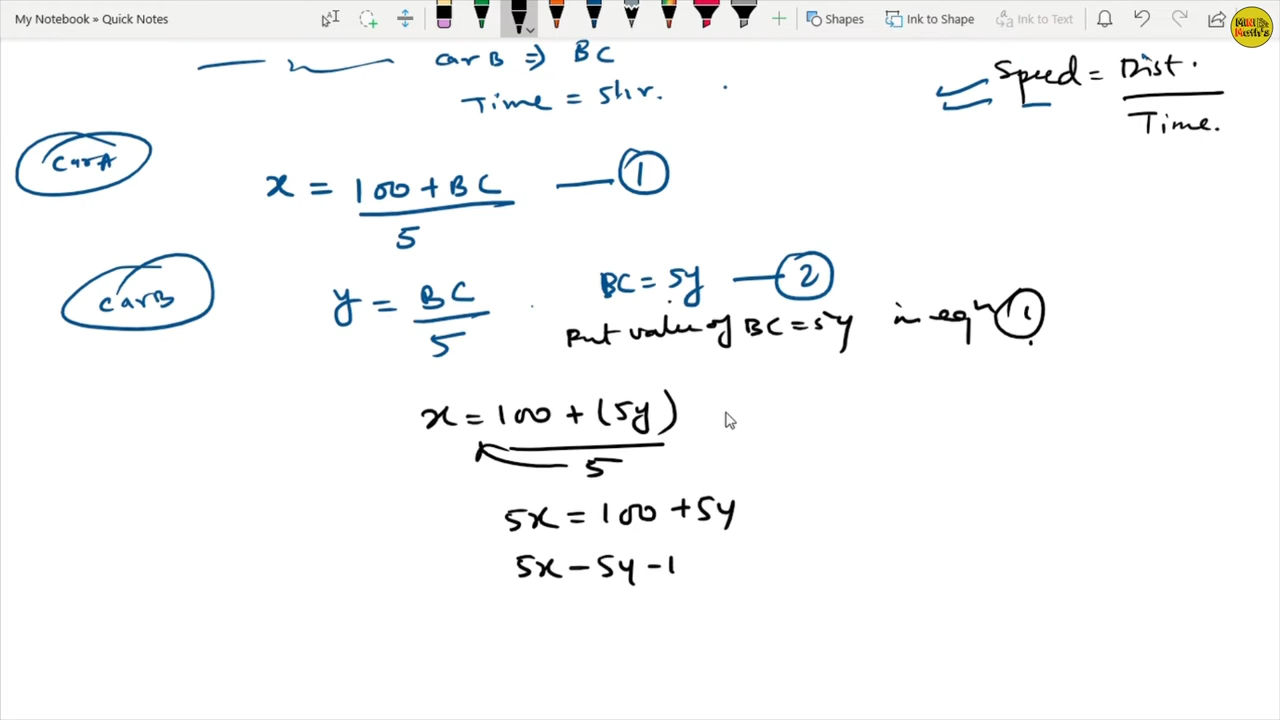 My Notebook » Quick Notes
Shapes
Ink to Shape
Ink to Text
Math's
car B ⇒ BC
Time = 5hr.
Speed = Dist.
Time.
Car A
x = 100 + BC — 1
5
Car B
y = BC
5
BC = 5y — 2
Put value of BC = 5y in eqn 1
x = 100 + (5y)
5
5x = 100 + 5y
5x - 5y - 1